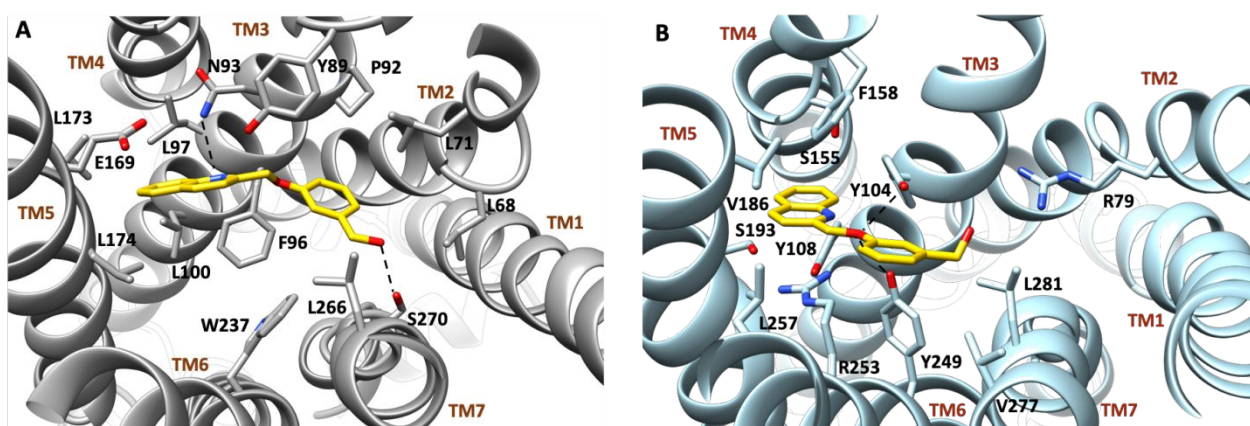 A
TM3
TM4
N93
Y89
P92
TM2
L173
E169
L97
L71
TM5
L68
TM1
L174
F96
L100
L266
S270
W237
TM6
TM7
B
TM4
TM3
F158
TM2
TM5
S155
Y104
V186
R79
S193
Y108
L281
L257
TM1
R253
Y249
V277
TM6
TM7